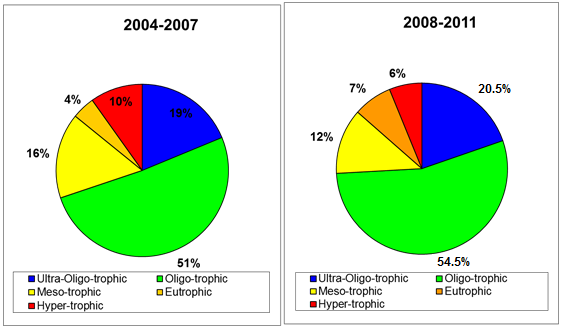 2004-2007
4%
10%
19%
16%
51%
Ultra-Oligo-trophic Oligo-trophic
Meso-trophic Eutrophic
Hyper-trophic
2008-2011
6%
7%
20.5%
12%
54.5%
Ultra-Oligo-trophic Oligo-trophic
Meso-trophic Eutrophic
Hyper-trophic